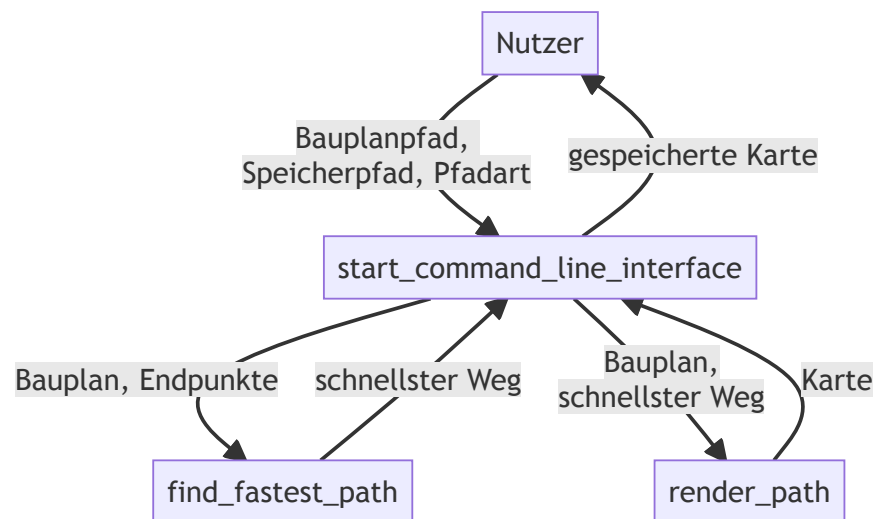 Nutzer
Bauplanpfad,
Speicherpfad, Pfadart
gespeicherte Karte
start_command_line_interface
Bauplan, Endpunkte
schnellster Weg
Bauplan,
schnellster Weg
Karte
find_fastest_path
render_path